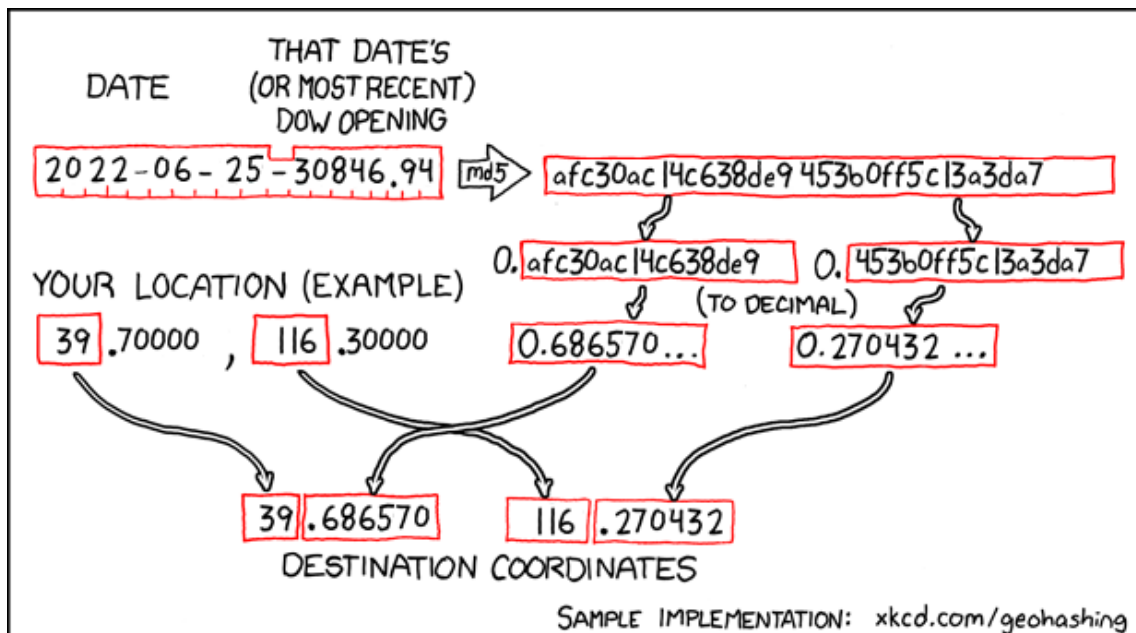 DATE
THAT DATE'S
(OR MOST RECENT)
DOW OPENING
2022-06-25-30846.94
md5
afc30ac14c638de9453b0ff5c13a3da7
0.afc30ac14c638de9
0.453b0ff5c13a3da7
(TO DECIMAL)
0.686570...
0.270432...
YOUR LOCATION (EXAMPLE)
39.70000, 116.30000
39.686570 116.270432
DESTINATION COORDINATES
SAMPLE IMPLEMENTATION: xkcd.com/geohashing